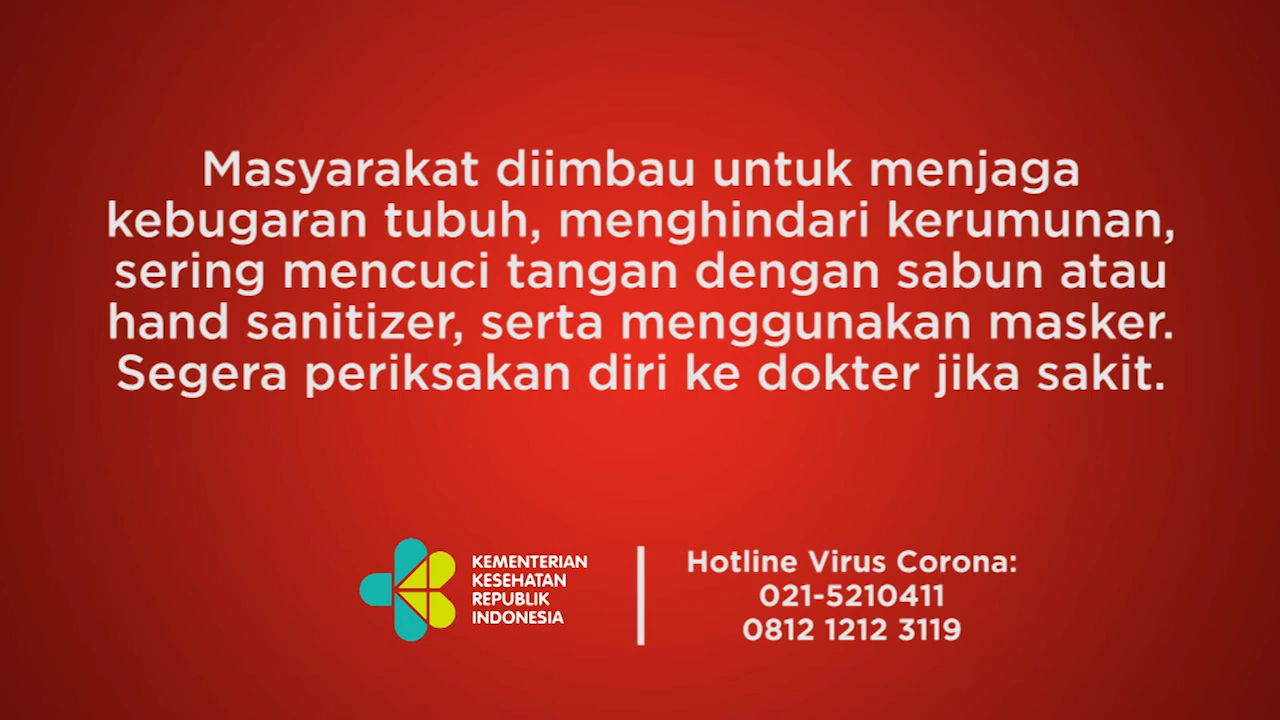 Masyarakat diimbau untuk menjaga
kebugaran tubuh, menghindari kerumunan,
sering mencuci tangan dengan sabun atau
hand sanitizer, serta menggunakan masker.
Segera periksakan diri ke dokter jika sakit.
KEMENTERIAN
KESEHATAN
REPUBLIK
INDONESIA
Hotline Virus Corona:
021-5210411
0812 1212 3119